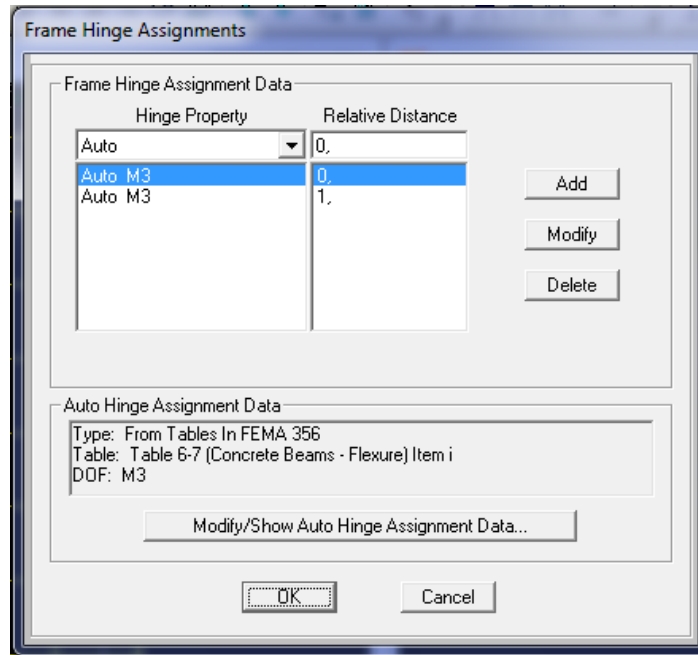 Frame Hinge Assignments
Frame Hinge Assignment Data
Hinge Property Relative Distance
Auto 0,
Auto M3 0,
Auto M3 1,
Add
Modify
Delete
Auto Hinge Assignment Data
Type: From Tables In FEMA 356
Table: Table 6-7 (Concrete Beams - Flexure) Item i
DOF: M3
Modify/Show Auto Hinge Assignment Data...
OK Cancel